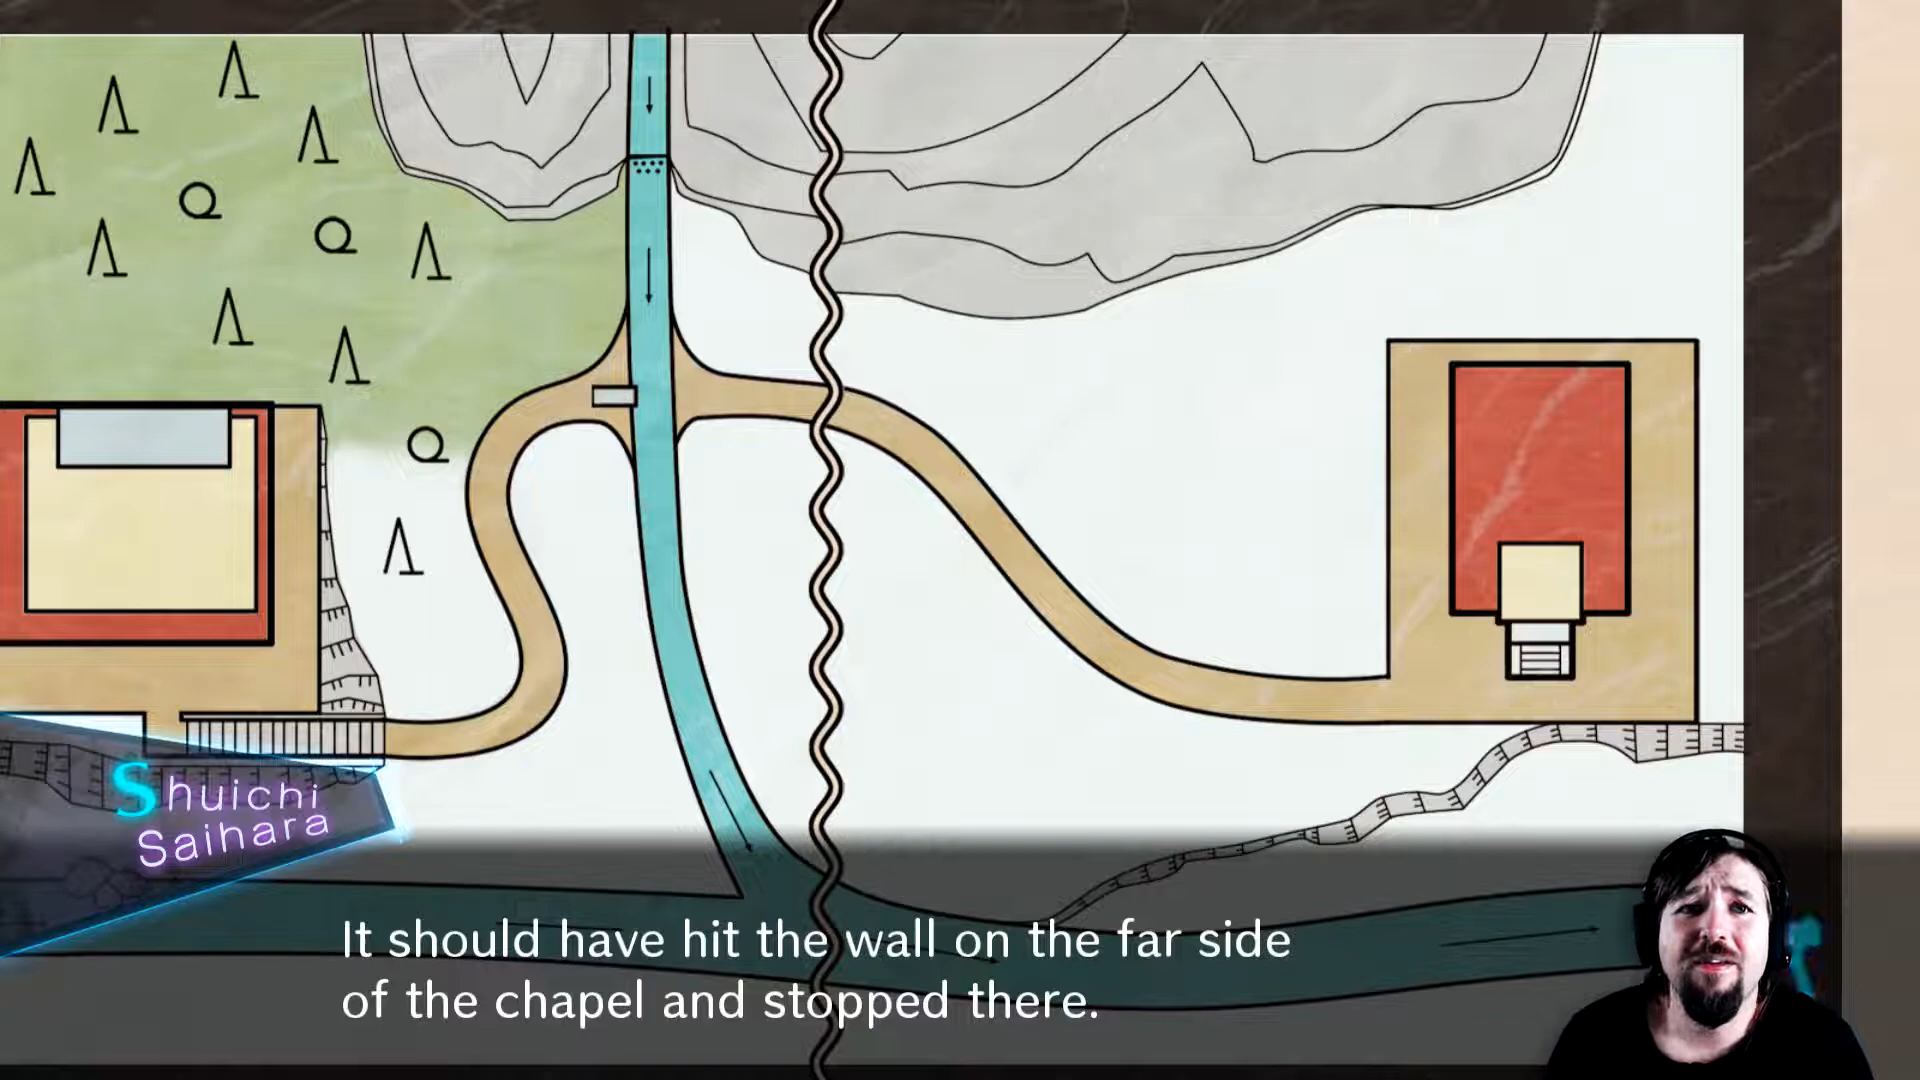 Shuichi
Saihara
It should have hit the wall on the far side
of the chapel and stopped there.